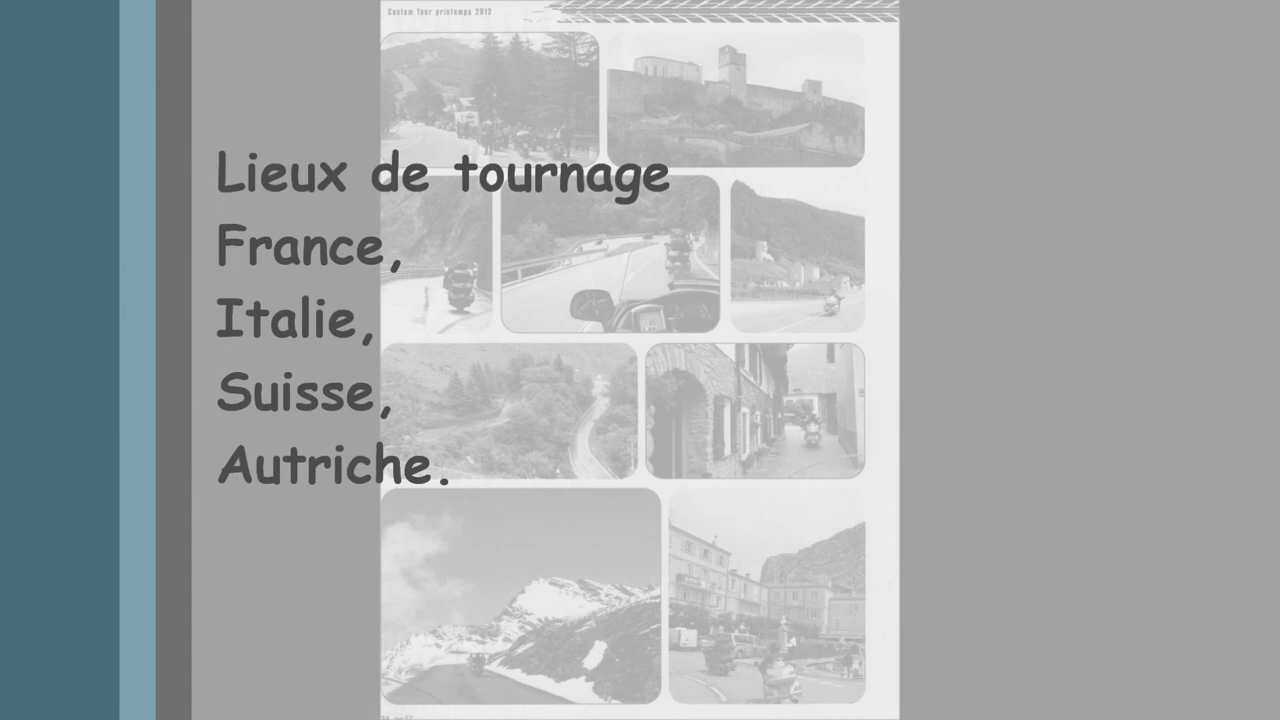 Custom Tour printemps 2012
Lieux de tournage
France,
Italie,
Suisse,
Autriche.